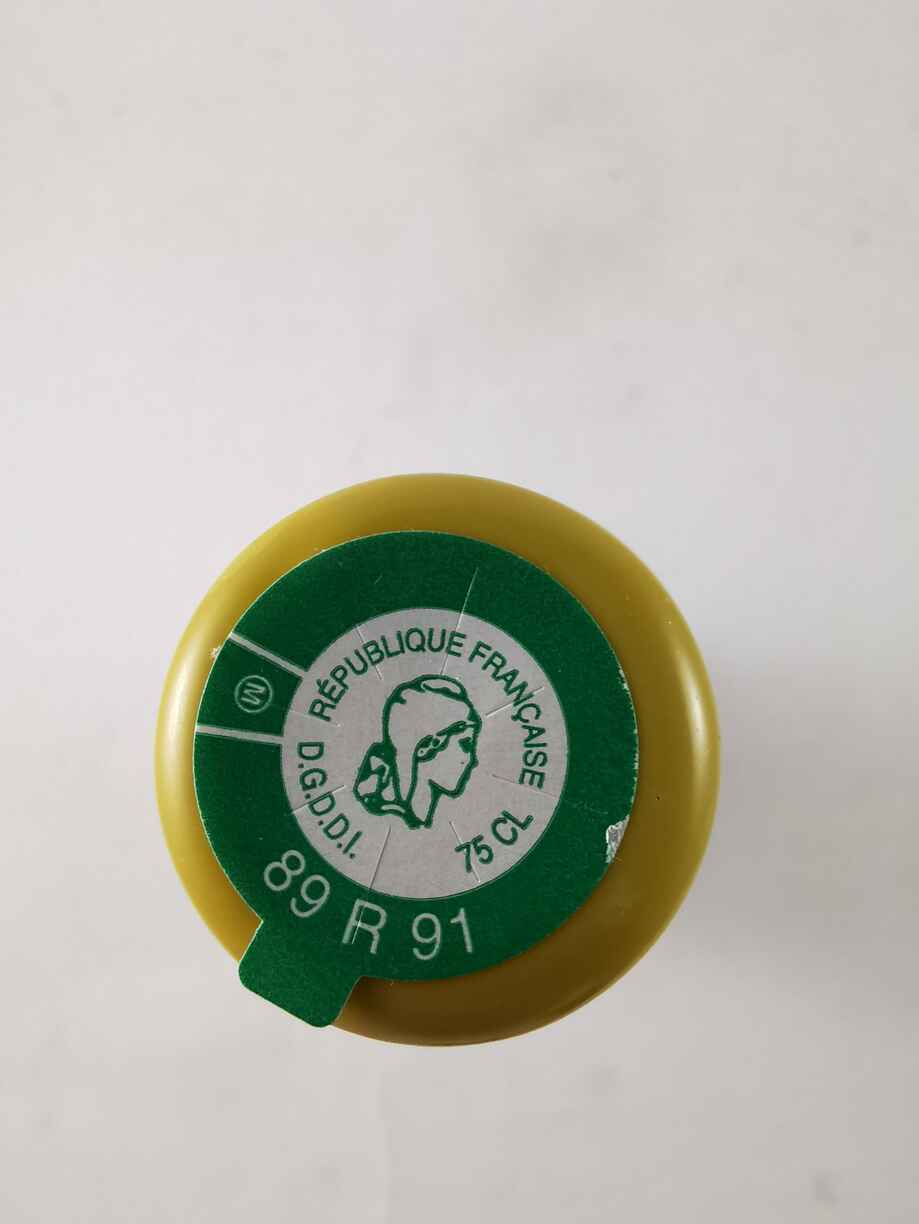 RÉPUBLIQUE FRANÇAISE
D.G.D.D.I.
75 CL
89 R 91
M